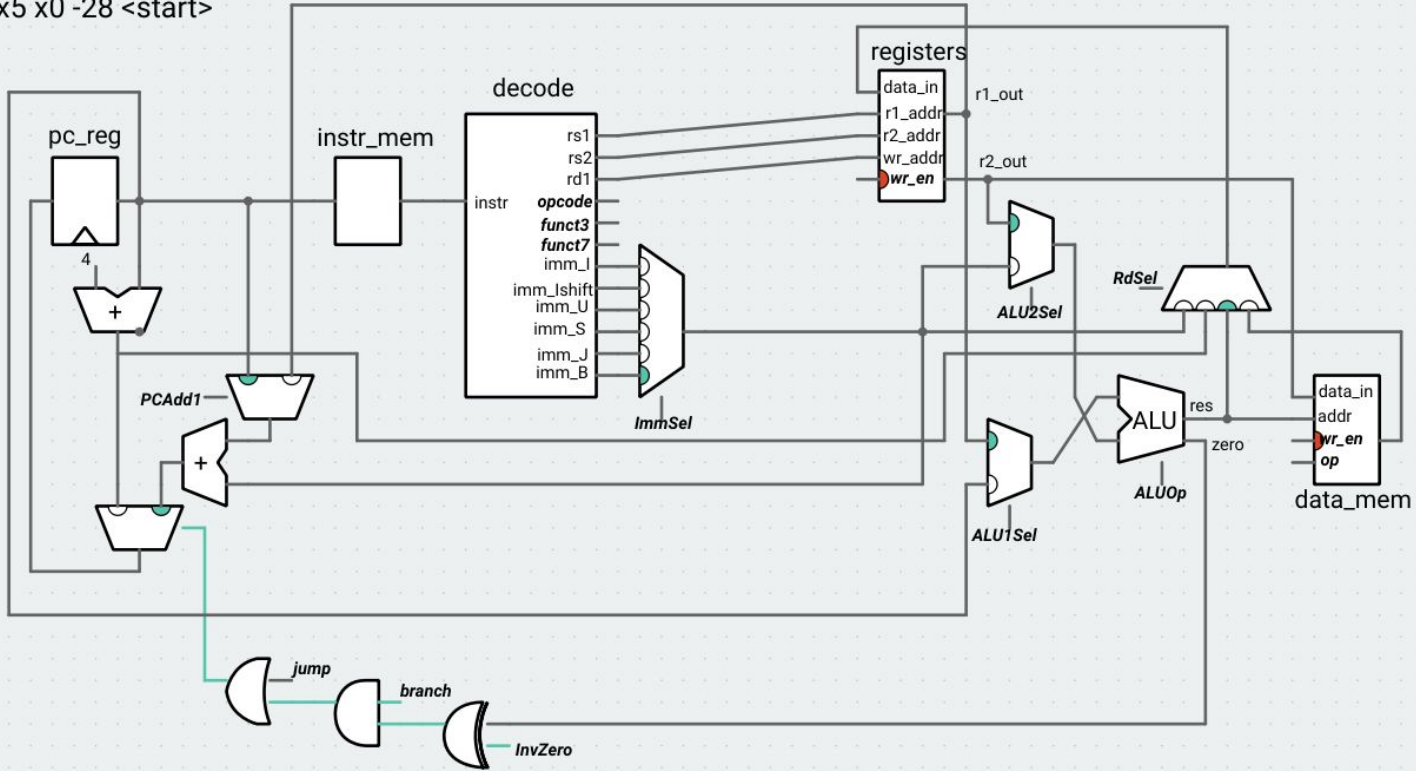 x5 x0 -28 <start>
registers
decode
data_in
r1_out
r1_addr
pc_reg
instr_mem
rs1
r2_addr
rs2
wr_addr
r2_out
rd1
wr_en
instr
opcode
funct3
funct7
4
imm_I
RdSel
imm_Ishift
imm_U
ALU2Sel
+
imm_S
imm_J
imm_B
PCAdd1
data_in
res
addr
ImmSel
ALU
zero
wr_en
+
op
ALUOp
data_mem
ALU1Sel
jump
branch
InvZero